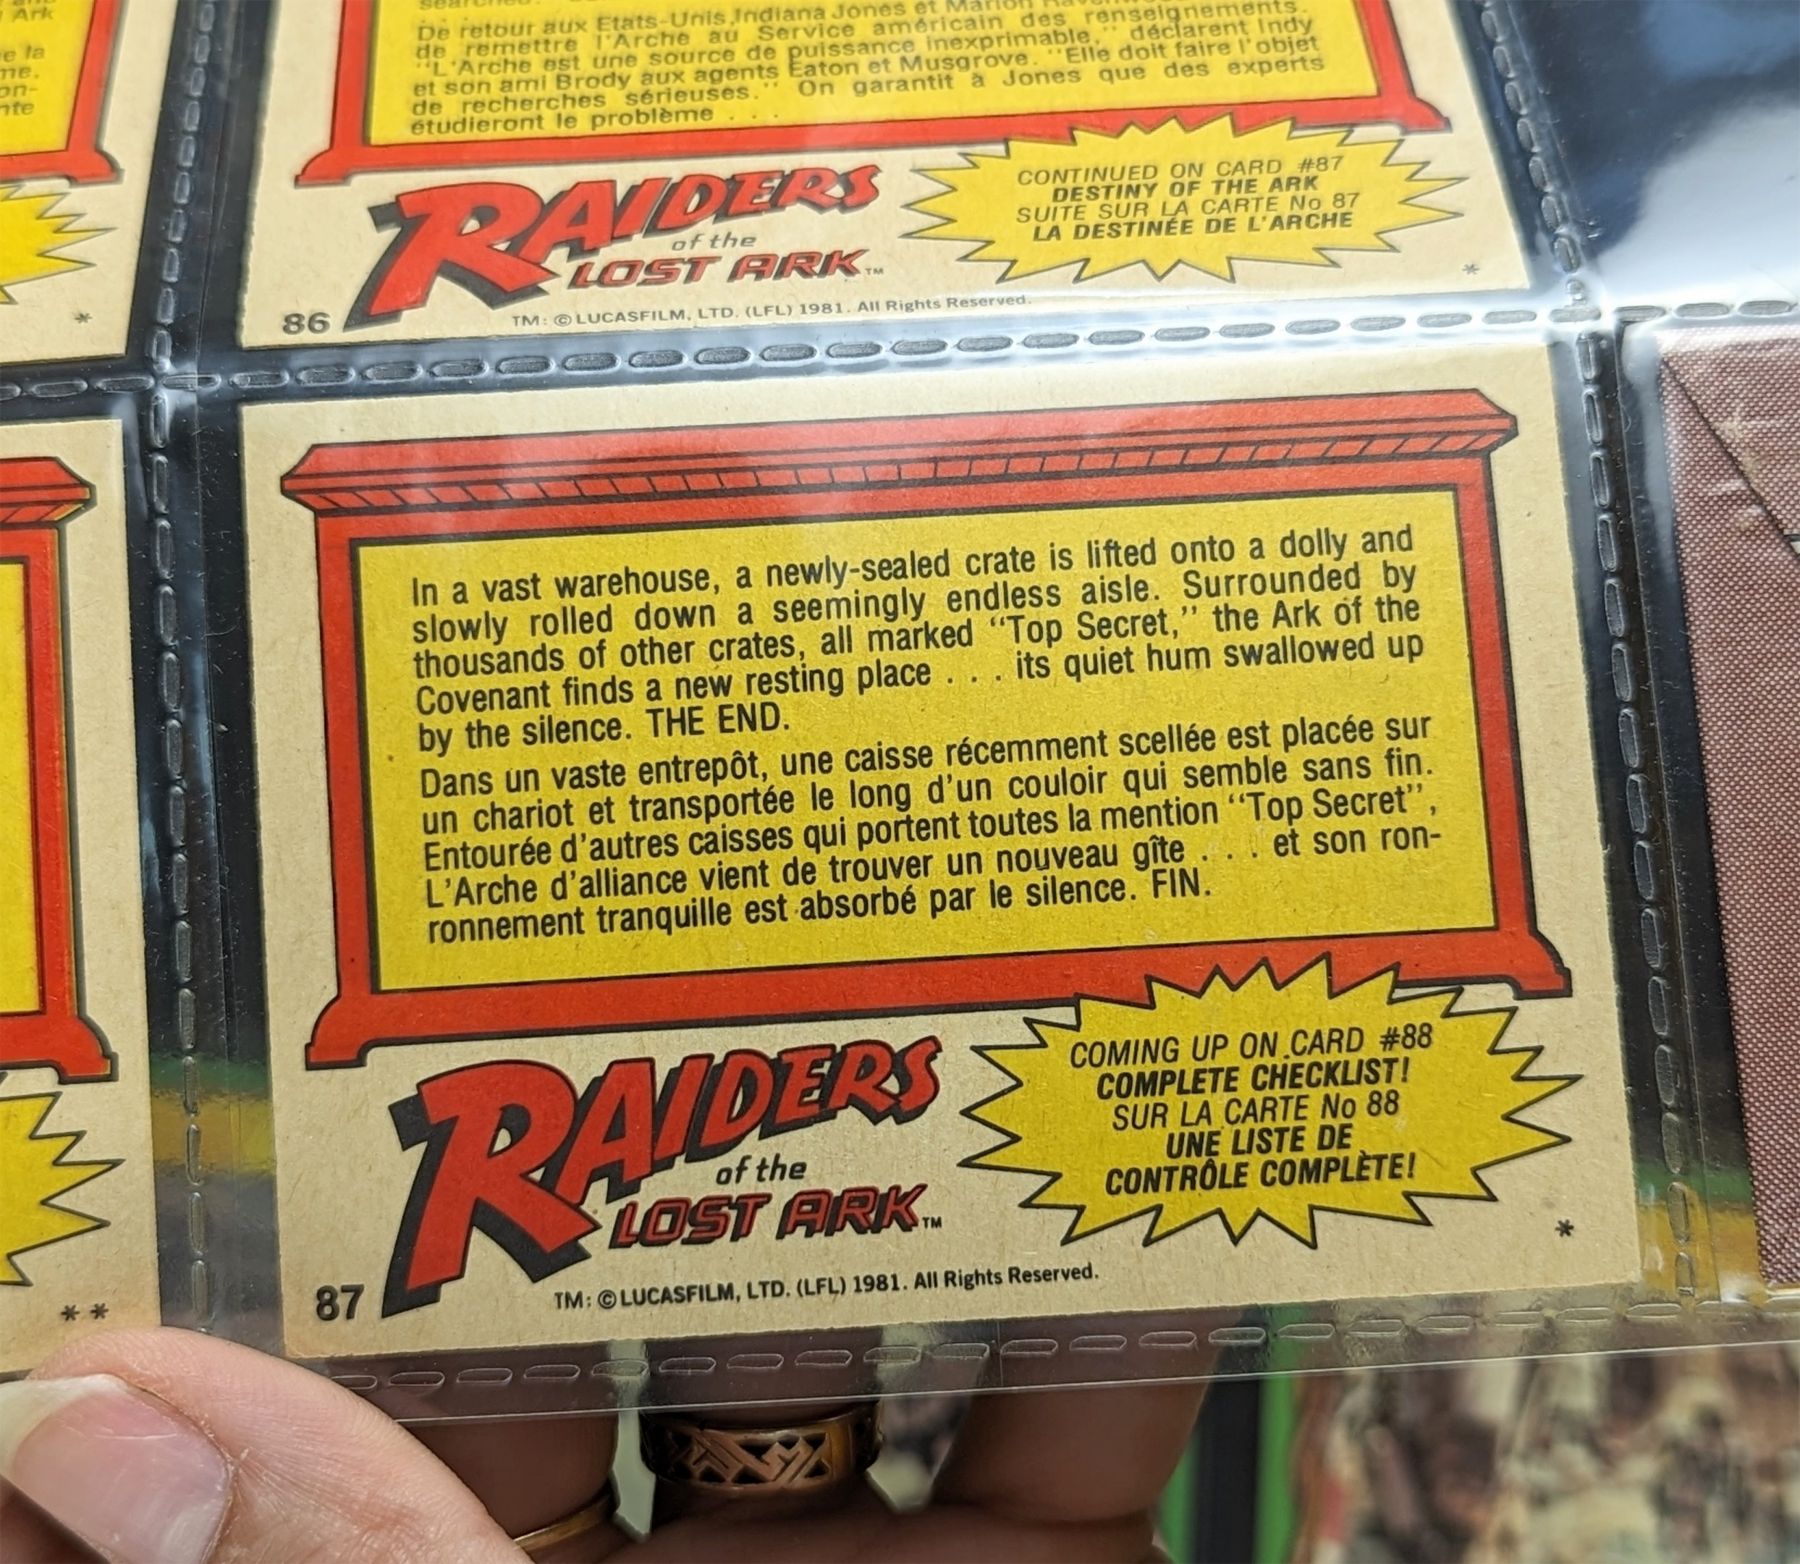 Ark
e la
me.
on-
nte
*
De retour aux Etats-Unis, Indiana Jones et Marion
de remettre l'Arche au Service américain des renseignements.
"L'Arche est une source de puissance inexprimable," déclarent Indy
et son ami Brody aux agents Eaton et Musgrove. "Elle doit faire l'objet
de recherches sérieuses." On garantit à Jones que des experts
étudieront le problème . . .
RAIDERS
of the
LOST ARK™
CONTINUED ON CARD #87
DESTINY OF THE ARK
SUITE SUR LA CARTE No 87
LA DESTINÉE DE L'ARCHE
*
86
TM: © LUCASFILM, LTD. (LFL) 1981. All Rights Reserved.
In a vast warehouse, a newly-sealed crate is lifted onto a dolly and
slowly rolled down a seemingly endless aisle. Surrounded by
thousands of other crates, all marked "Top Secret," the Ark of the
Covenant finds a new resting place . . . its quiet hum swallowed up
by the silence. THE END.
Dans un vaste entrepôt, une caisse récemment scellée est placée sur
un chariot et transportée le long d'un couloir qui semble sans fin.
Entourée d'autres caisses qui portent toutes la mention "Top Secret",
L'Arche d'alliance vient de trouver un nouveau gîte . . . et son ron-
ronnement tranquille est absorbé par le silence. FIN.
RAIDERS
of the
LOST ARK™
COMING UP ON CARD #88
COMPLETE CHECKLIST!
SUR LA CARTE No 88
UNE LISTE DE
CONTRÔLE COMPLÈTE!
*
87
TM: © LUCASFILM, LTD. (LFL) 1981. All Rights Reserved.
**